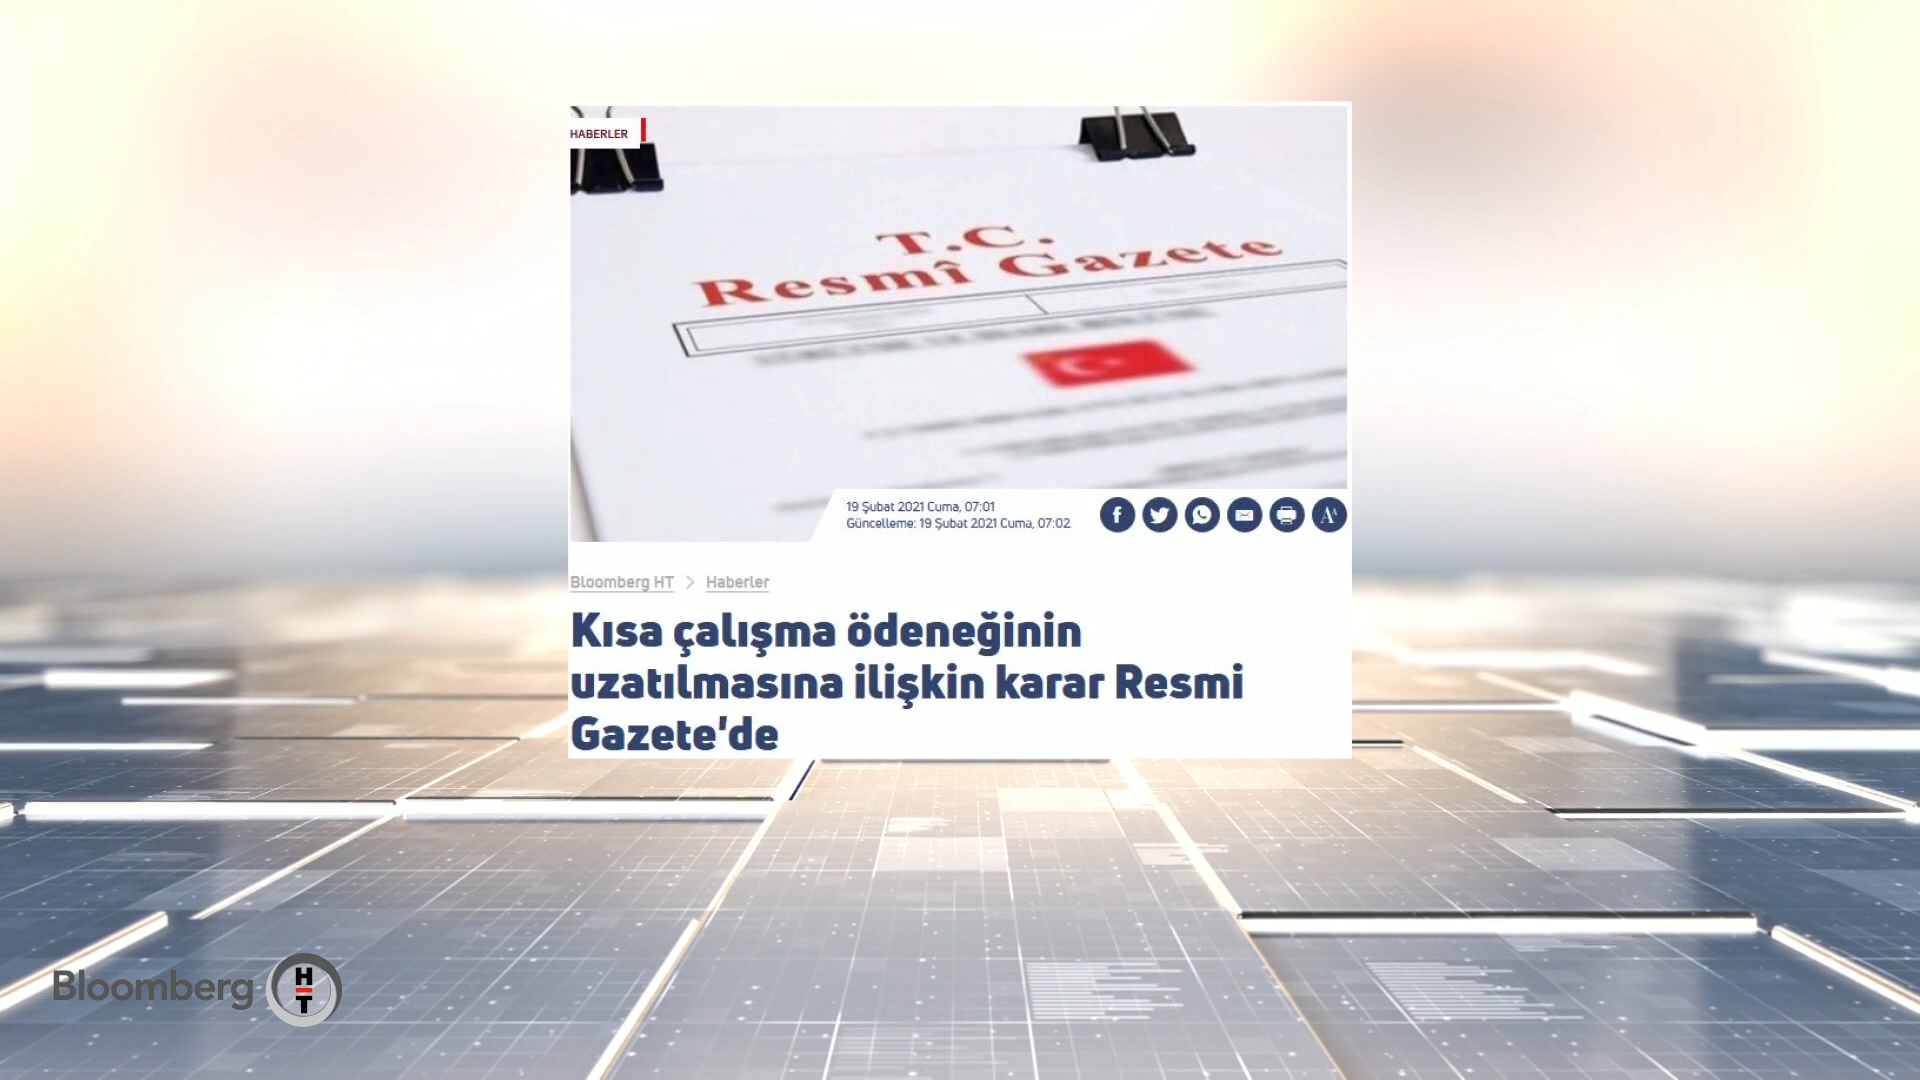 HABERLER
T.C.
Resmî Gazete
19 Şubat 2021 Cuma, 07:01
Güncelleme: 19 Şubat 2021 Cuma, 07:02
Bloomberg HT > Haberler
Kısa çalışma ödeneğinin
uzatılmasına ilişkin karar Resmi
Gazete'de
Bloomberg HT